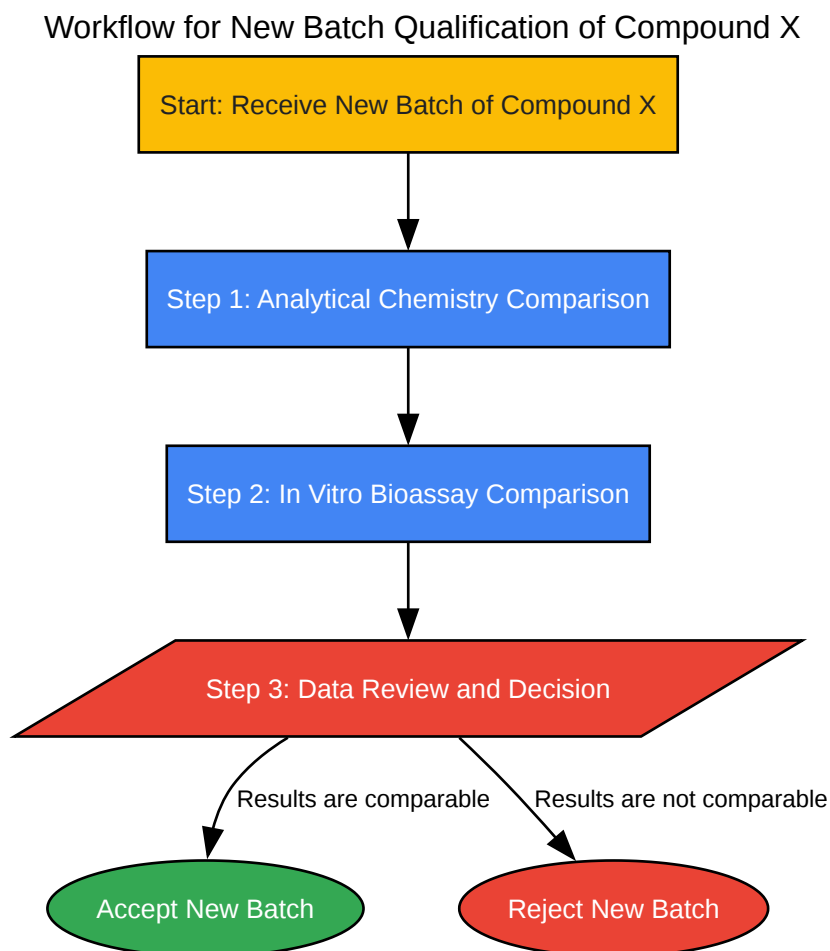 Workflow for New Batch Qualification of Compound X
Start: Receive New Batch of Compound X
Step 1: Analytical Chemistry Comparison
Step 2: In Vitro Bioassay Comparison
Step 3: Data Review and Decision
Results are comparable
Results are not comparable
Accept New Batch
Reject New Batch